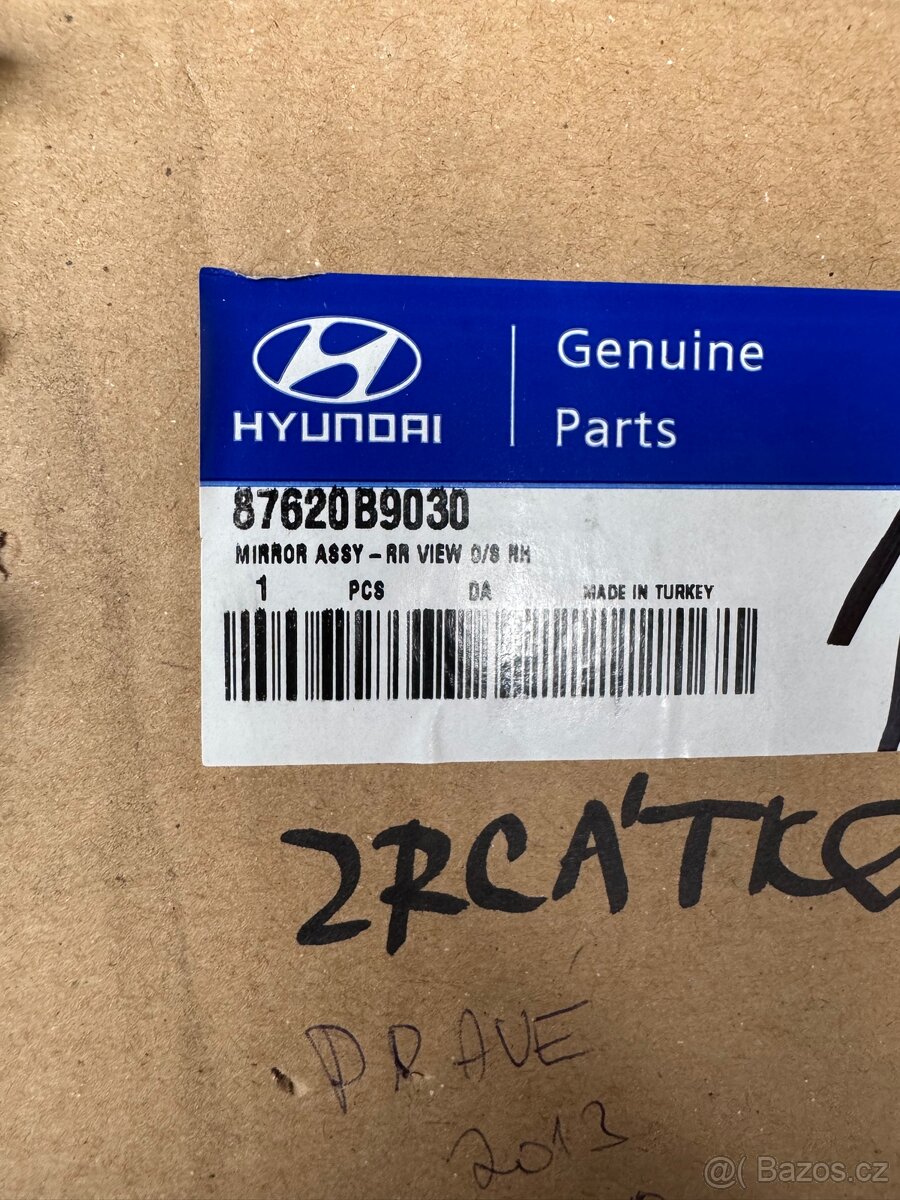 HYUNDAI
Genuine
Parts
87620B9030
MIRROR ASSY-RR VIEW O/S RH
1 PCS DA MADE IN TURKEY
ZRCÁTKO
PRAVE
2013
@( Bazos.cz